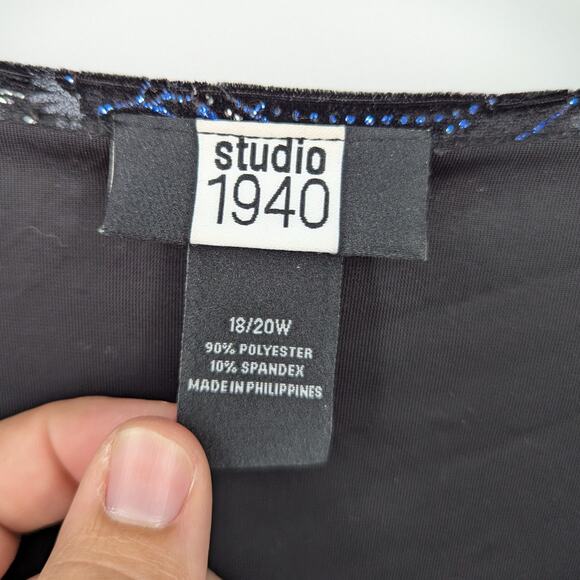 studio
1940
18/20W
90% POLYESTER
10% SPANDEX
MADE IN PHILIPPINES